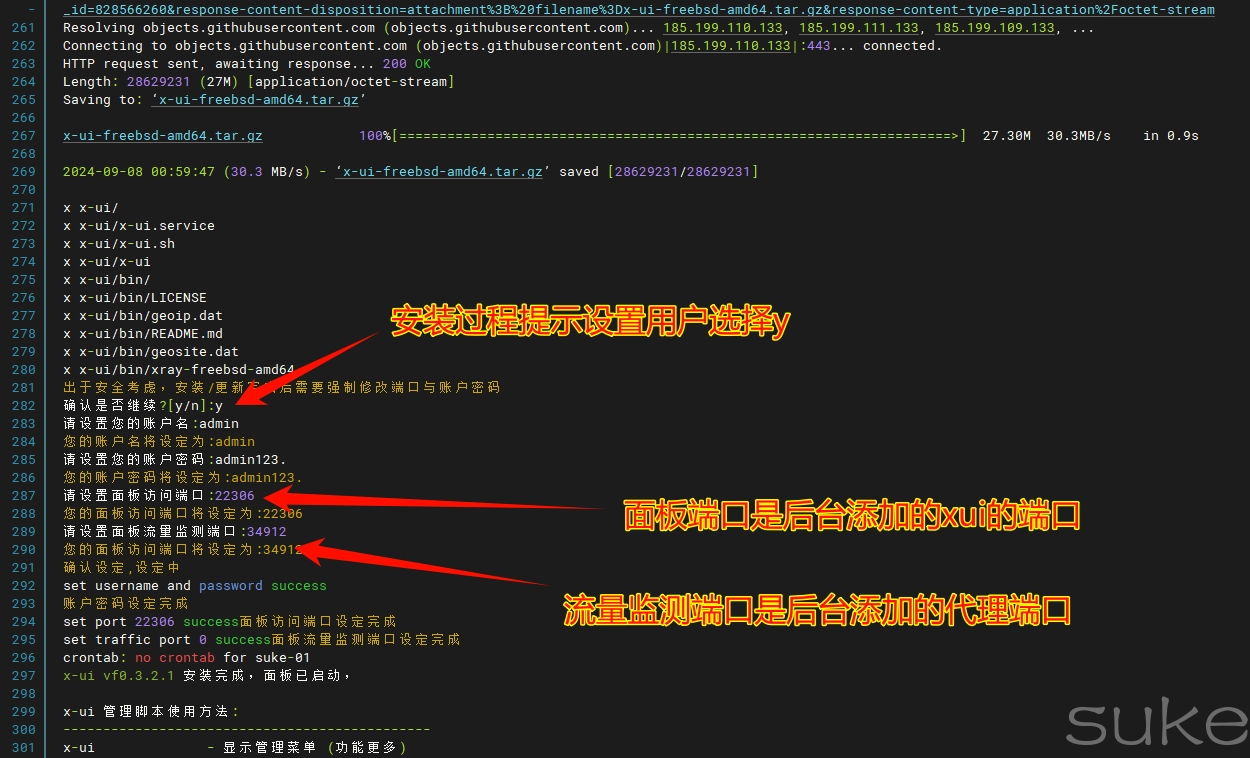 - _id=828566260&response-content-disposition=attachment%3B%20filename%3Dx-ui-freebsd-amd64.tar.gz&response-content-type=application%2Foctet-stream
261 Resolving objects.githubusercontent.com (objects.githubusercontent.com)... 185.199.110.133, 185.199.111.133, 185.199.109.133, ...
262 Connecting to objects.githubusercontent.com (objects.githubusercontent.com)|185.199.110.133|:443... connected.
263 HTTP request sent, awaiting response... 200 OK
264 Length: 28629231 (27M) [application/octet-stream]
265 Saving to: ‘x-ui-freebsd-amd64.tar.gz’
266
267 x-ui-freebsd-amd64.tar.gz 100%[=====================================================================>] 27.30M 30.3MB/s in 0.9s
268
269 2024-09-08 00:59:47 (30.3 MB/s) - ‘x-ui-freebsd-amd64.tar.gz’ saved [28629231/28629231]
270
271 x x-ui/
272 x x-ui/x-ui.service
273 x x-ui/x-ui.sh
274 x x-ui/x-ui
275 x x-ui/bin/
276 x x-ui/bin/LICENSE
277 x x-ui/bin/geoip.dat
安装过程提示设置用户选择y
278 x x-ui/bin/README.md
279 x x-ui/bin/geosite.dat
280 x x-ui/bin/xray-freebsd-amd64
281 出于安全考虑，安装/更新后需要强制修改端口与账户密码
282 确认是否继续?[y/n]:y
283 请设置您的账户名:admin
284 您的账户名将设定为:admin
285 请设置您的账户密码:admin123.
286 您的账户密码将设定为:admin123.
287 请设置面板访问端口:22306
288 您的面板访问端口将设定为:22306
面板端口是后台添加的xui的端口
289 请设置面板流量监测端口:34912
290 您的面板访问端口将设定为:34912
291 确认设定,设定中
292 set username and password success
293 账户密码设定完成
流量监测端口是后台添加的代理端口
294 set port 22306 success面板访问端口设定完成
295 set traffic port 0 success面板流量监测端口设定完成
296 crontab: no crontab for suke-01
297 x-ui vf0.3.2.1 安装完成，面板已启动，
298
299 x-ui 管理脚本使用方法:
300 ----------------------------------------------
301 x-ui - 显示管理菜单 (功能更多)
suke